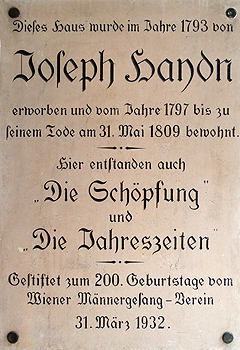 Dieses Haus wurde im Jahre 1793 von
Joseph Haydn
erworben und vom Jahre 1797 bis zu
seinem Tode am 31. Mai 1809 bewohnt.
Hier entstanden auch
„Die Schöpfung"
und
„Die Jahreszeiten"
Gestiftet zum 200. Geburtstage vom
Wiener Männergesang-Verein
31. März 1932.